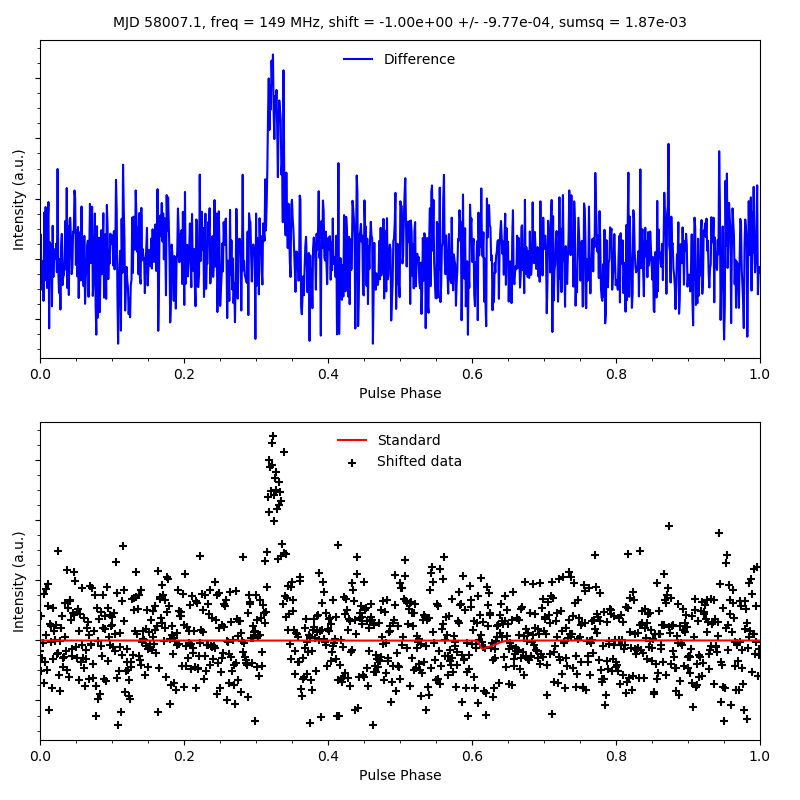 MJD 58007.1, freq = 149 MHz, shift = -1.00e+00 +/- -9.77e-04, sumsq = 1.87e-03
Difference
Intensity (a.u.)
0.0 0.2 0.4 0.6 0.8 1.0
Pulse Phase
Standard
Shifted data
Intensity (a.u.)
0.0 0.2 0.4 0.6 0.8 1.0
Pulse Phase